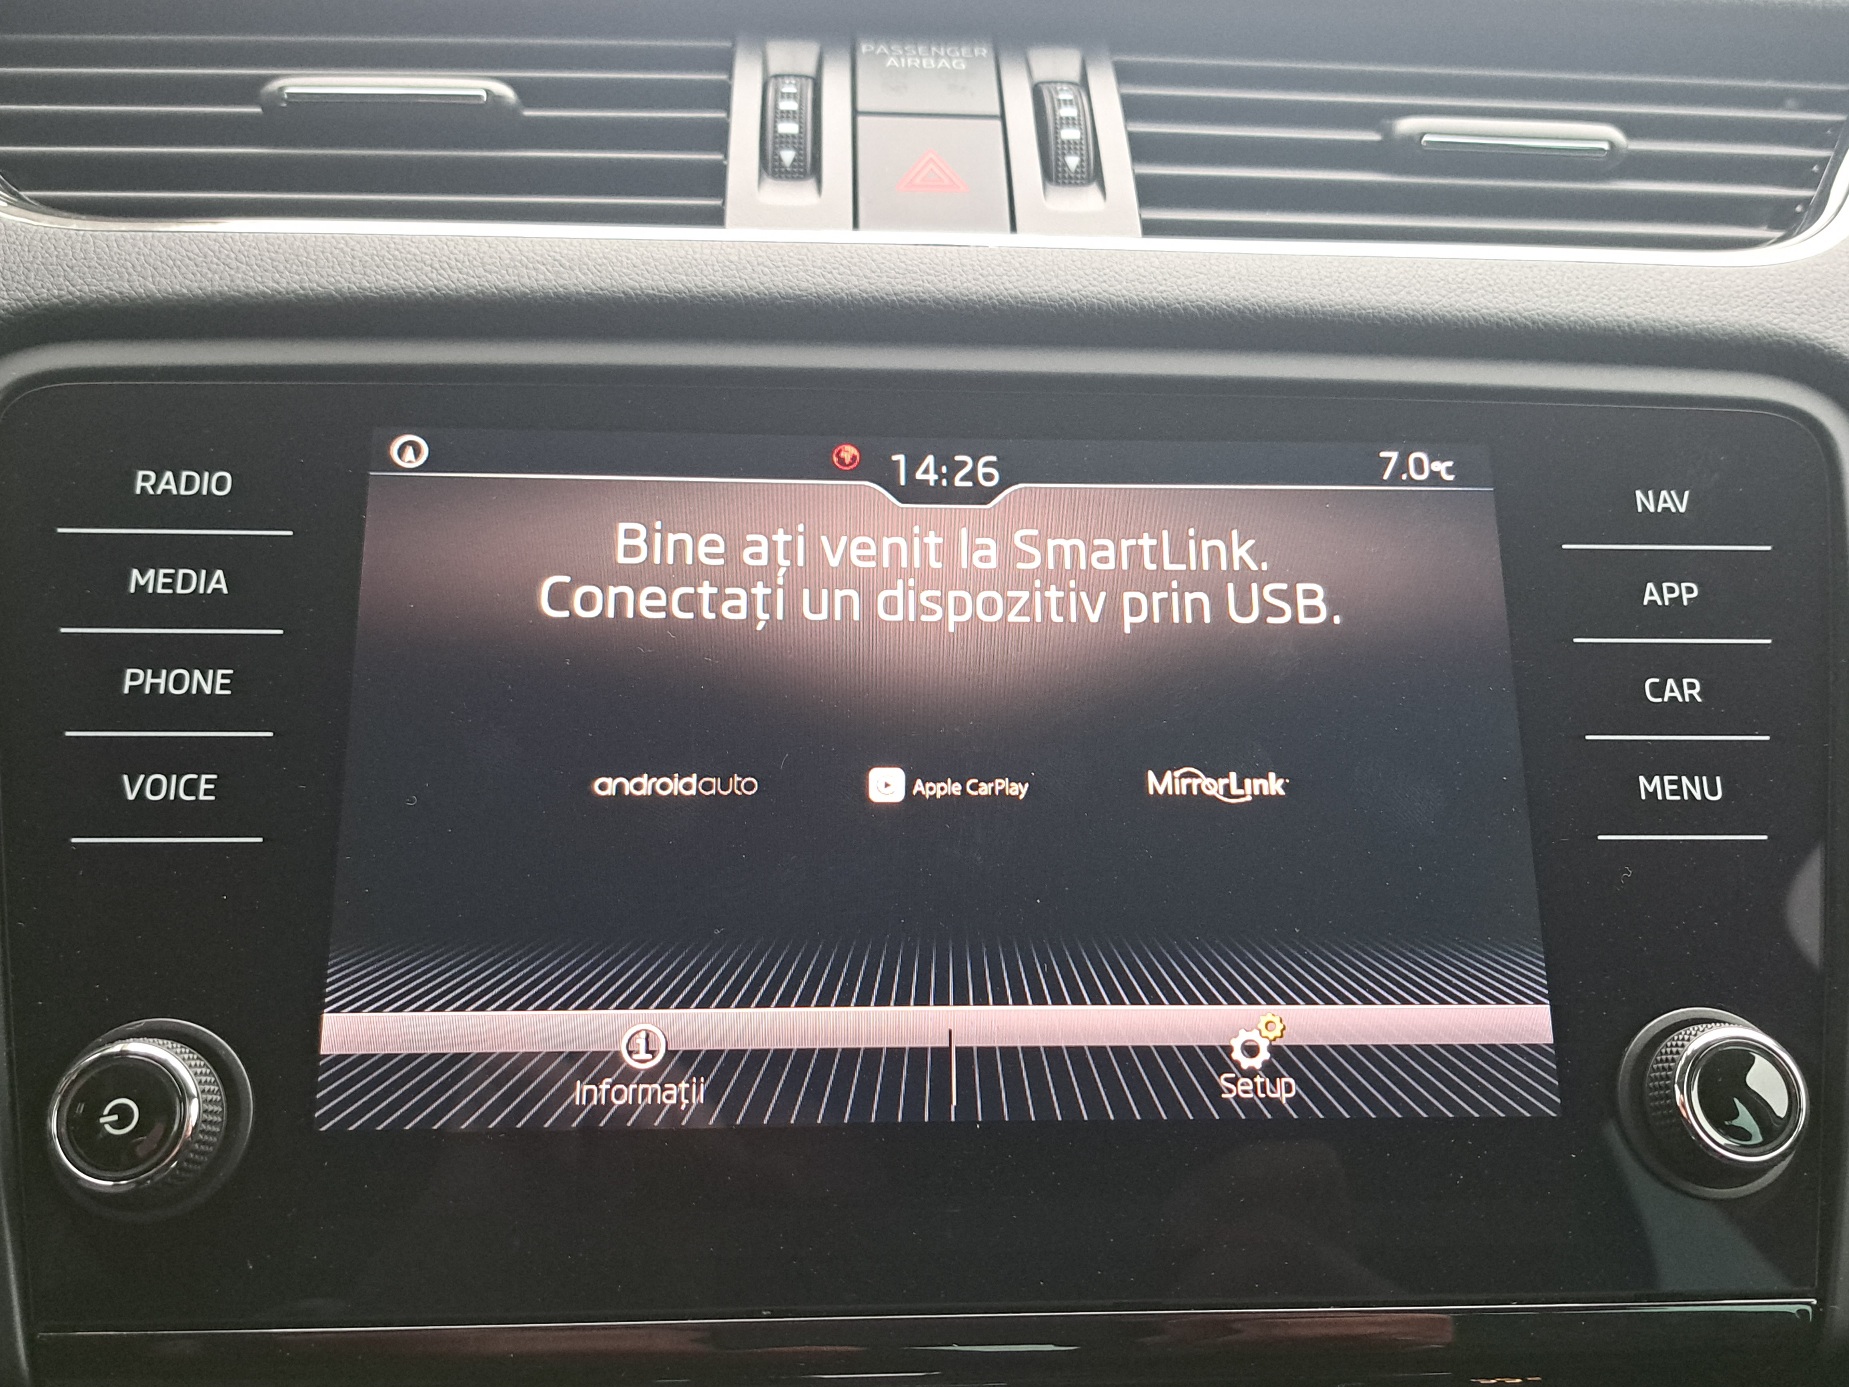 PASSENGER
AIRBAG
14:26
7.0°C
RADIO
MEDIA
PHONE
VOICE
Bine ați venit la SmartLink.
Conectați un dispozitiv prin USB.
androidauto
Apple CarPlay
MirrorLink
Informații
Setup
NAV
APP
CAR
MENU